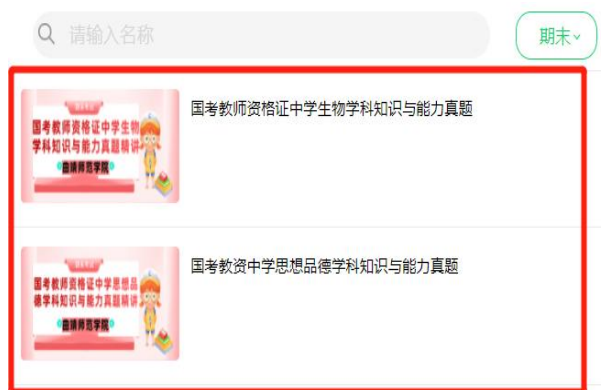 请输入名称
期末
国考教师资格证中学生物
学科知识与能力真题精讲
曲靖师范学院
国考教师资格证中学生物学科知识与能力真题
国考教师资格证中学思想品
德学科知识与能力真题精讲
曲靖师范学院
国考教资中学思想品德学科知识与能力真题